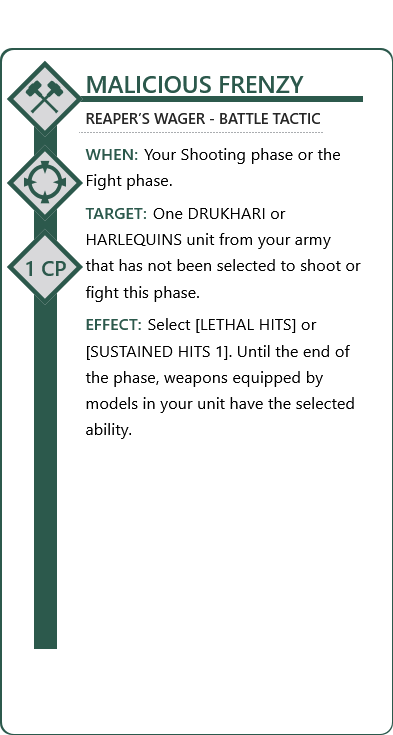 MALICIOUS FRENZY
REAPER’S WAGER - BATTLE TACTIC
WHEN: Your Shooting phase or the
Fight phase.
TARGET: One DRUKHARI or
HARLEQUINS unit from your army
that has not been selected to shoot or
fight this phase.
1 CP
EFFECT: Select [LETHAL HITS] or
[SUSTAINED HITS 1]. Until the end of
the phase, weapons equipped by
models in your unit have the selected
ability.